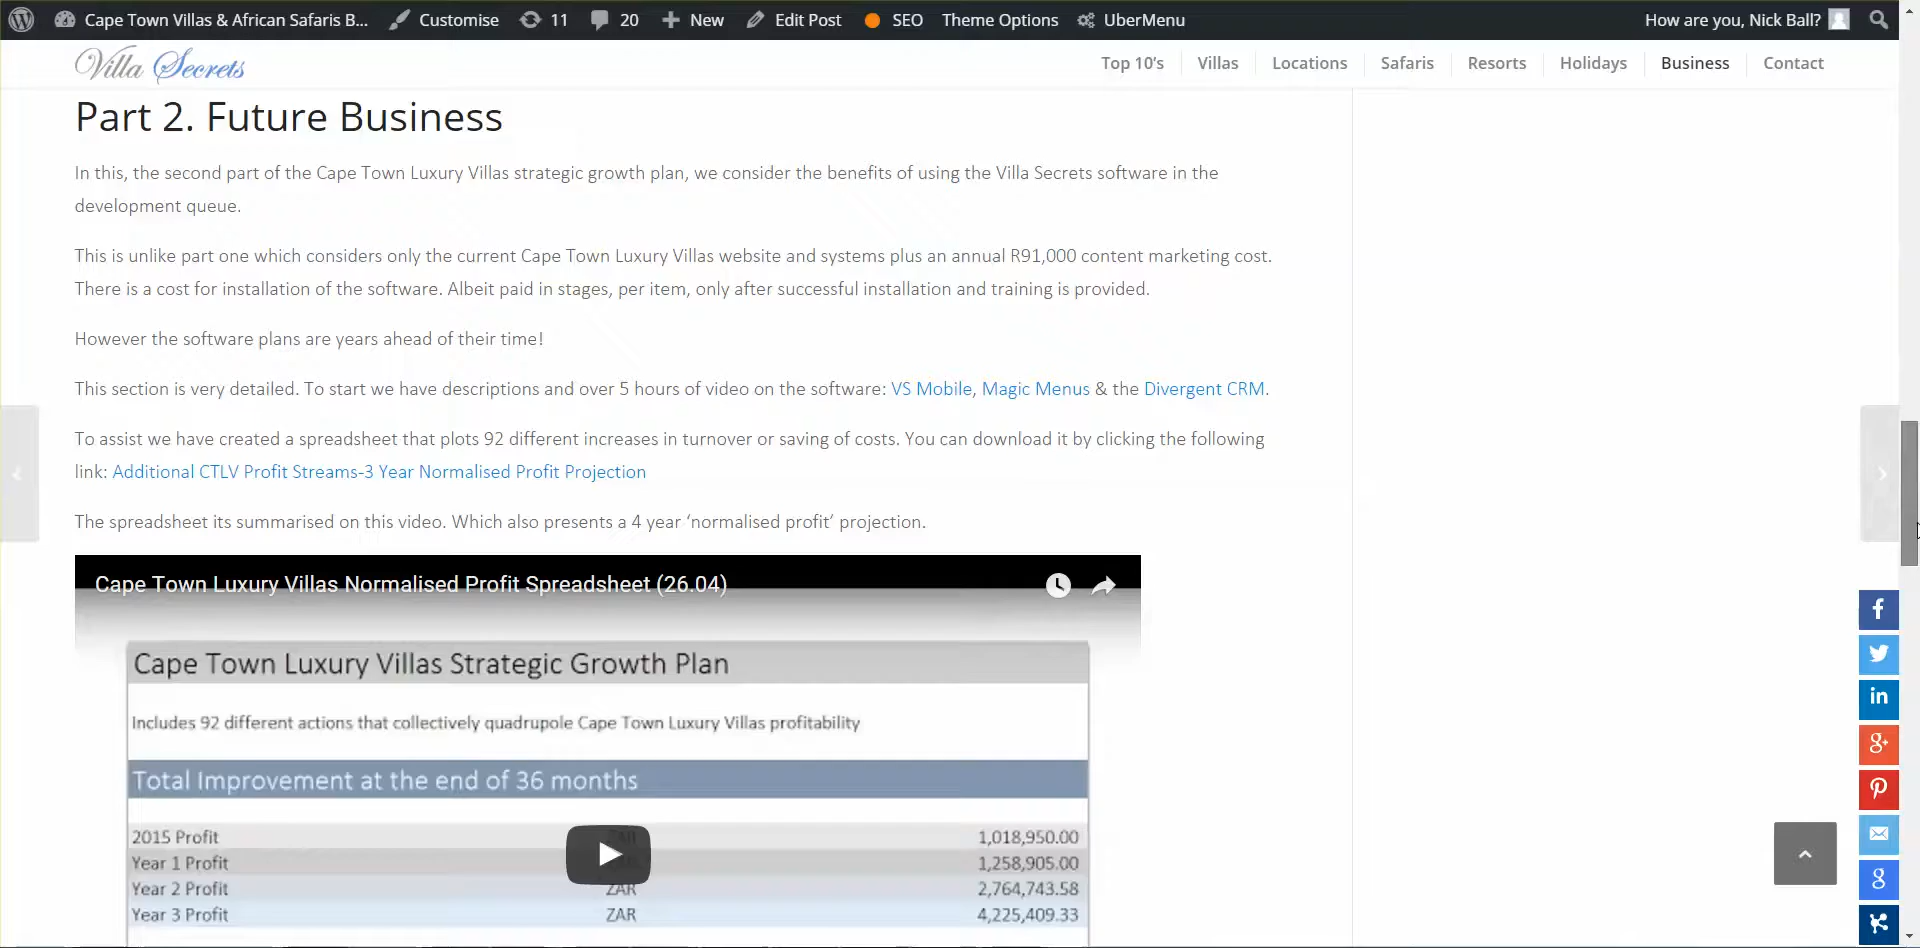 Cape Town Villas & African Safaris B... Customise 11 20 New Edit Post SEO Theme Options UberMenu How are you, Nick Ball?
Villa Secrets
Top 10's Villas Locations Safaris Resorts Holidays Business Contact
Part 2. Future Business
In this, the second part of the Cape Town Luxury Villas strategic growth plan, we consider the benefits of using the Villa Secrets software in the
development queue.
This is unlike part one which considers only the current Cape Town Luxury Villas website and systems plus an annual R91,000 content marketing cost.
There is a cost for installation of the software. Albeit paid in stages, per item, only after successful installation and training is provided.
However the software plans are years ahead of their time!
This section is very detailed. To start we have descriptions and over 5 hours of video on the software: VS Mobile, Magic Menus & the Divergent CRM.
To assist we have created a spreadsheet that plots 92 different increases in turnover or saving of costs. You can download it by clicking the following
link: Additional CTLV Profit Streams-3 Year Normalised Profit Projection
The spreadsheet its summarised on this video. Which also presents a 4 year ‘normalised profit’ projection.
Cape Town Luxury Villas Normalised Profit Spreadsheet (26.04)
Cape Town Luxury Villas Strategic Growth Plan
Includes 92 different actions that collectively quadrupole Cape Town Luxury Villas profitability
Total Improvement at the end of 36 months
2015 Profit ZAR 1,018,950.00
Year 1 Profit 1,258,905.00
Year 2 Profit ZAR 2,764,743.58
Year 3 Profit ZAR 4,225,409.33